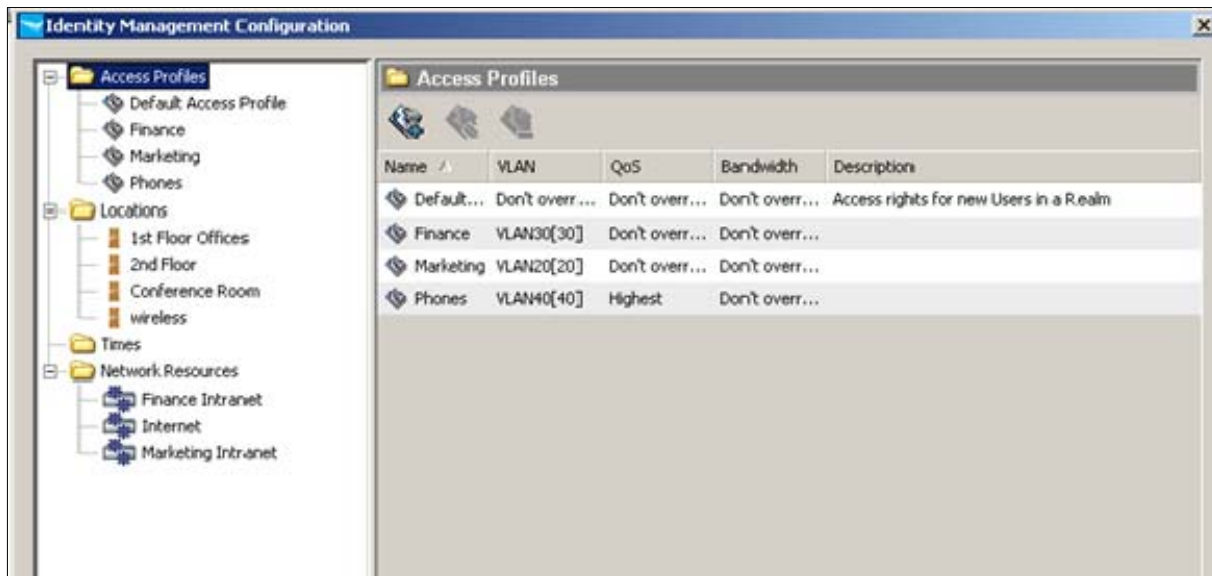 Identity Management Configuration
Access Profiles
Default Access Profile
Finance
Marketing
Phones
Locations
1st Floor Offices
2nd Floor
Conference Room
wireless
Times
Network Resources
Finance Intranet
Internet
Marketing Intranet
Access Profiles
Name VLAN QoS Bandwidth Description
Default... Don't overr... Don't overr... Don't overr... Access rights for new Users in a Realm
Finance VLAN30[30] Don't overr... Don't overr...
Marketing VLAN20[20] Don't overr... Don't overr...
Phones VLAN40[40] Highest Don't overr...